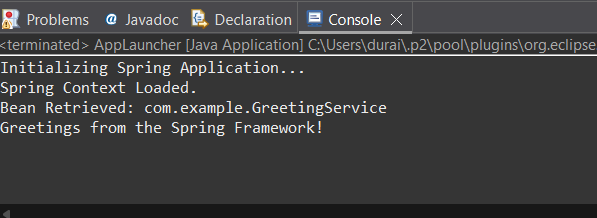 Problems @ Javadoc Declaration Console
<terminated> AppLauncher [Java Application] C:\Users\durai\.p2\pool\plugins\org.eclipse
Initializing Spring Application...
Spring Context Loaded.
Bean Retrieved: com.example.GreetingService
Greetings from the Spring Framework!